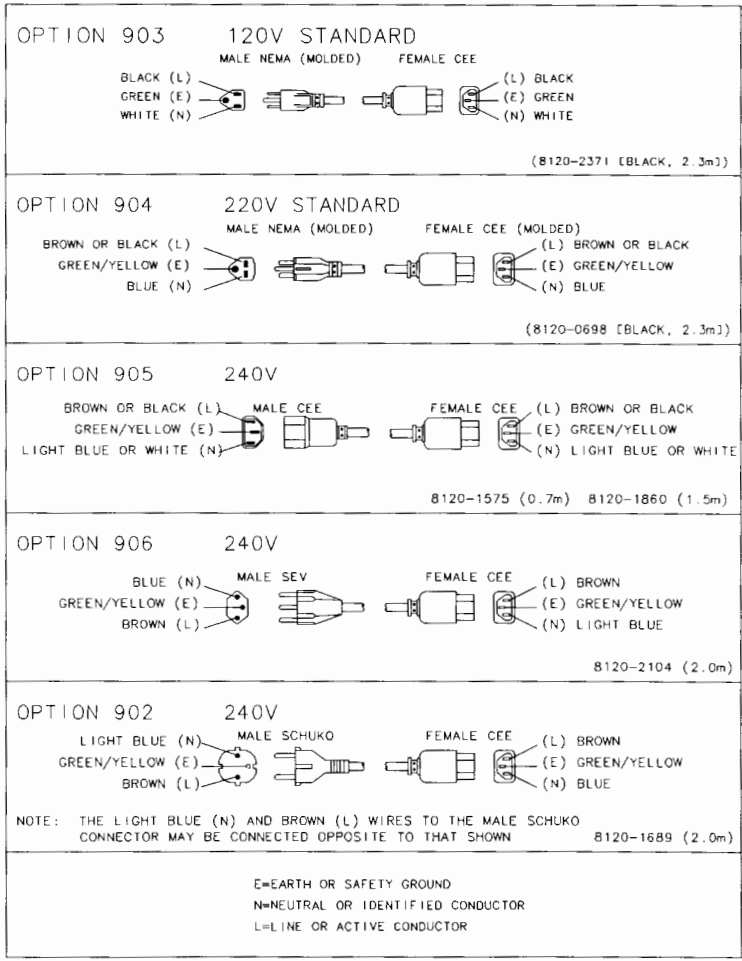 OPTION 903 120V STANDARD
MALE NEMA (MOLDED) FEMALE CEE
BLACK (L) (L) BLACK
GREEN (E) (E) GREEN
WHITE (N) (N) WHITE
(8120-2371 [BLACK, 2.3m])
OPTION 904 220V STANDARD
MALE NEMA (MOLDED) FEMALE CEE (MOLDED)
BROWN OR BLACK (L) (L) BROWN OR BLACK
GREEN/YELLOW (E) (E) GREEN/YELLOW
BLUE (N) (N) BLUE
(8120-0698 [BLACK, 2.3m])
OPTION 905 240V
BROWN OR BLACK (L) MALE CEE FEMALE CEE (L) BROWN OR BLACK
GREEN/YELLOW (E) (E) GREEN/YELLOW
LIGHT BLUE OR WHITE (N) (N) LIGHT BLUE OR WHITE
8120-1575 (0.7m) 8120-1860 (1.5m)
OPTION 906 240V
BLUE (N) MALE SEV FEMALE CEE (L) BROWN
GREEN/YELLOW (E) (E) GREEN/YELLOW
BROWN (L) (N) LIGHT BLUE
8120-2104 (2.0m)
OPTION 902 240V
LIGHT BLUE (N) MALE SCHUKO FEMALE CEE (L) BROWN
GREEN/YELLOW (E) (E) GREEN/YELLOW
BROWN (L) (N) BLUE
NOTE: THE LIGHT BLUE (N) AND BROWN (L) WIRES TO THE MALE SCHUKO
CONNECTOR MAY BE CONNECTED OPPOSITE TO THAT SHOWN 8120-1689 (2.0m)
E=EARTH OR SAFETY GROUND
N=NEUTRAL OR IDENTIFIED CONDUCTOR
L=LINE OR ACTIVE CONDUCTOR